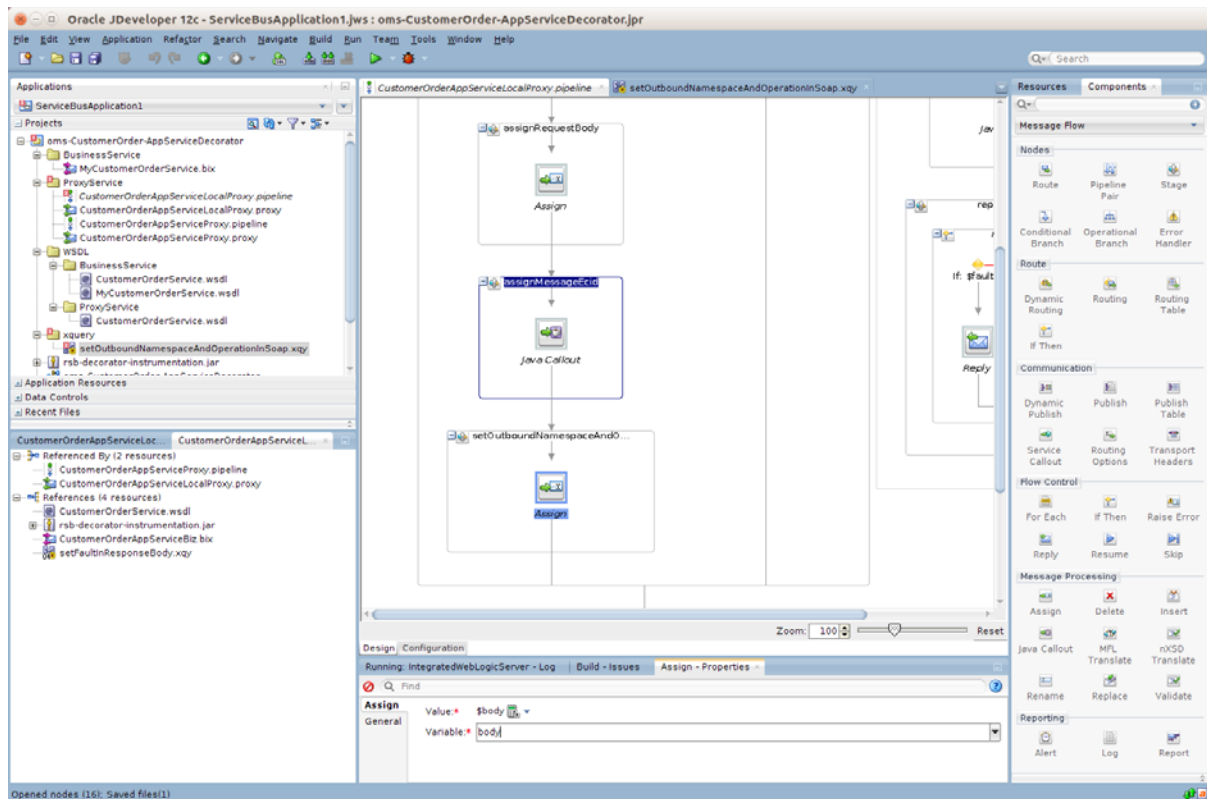 Oracle JDeveloper 12c - ServiceBusApplication1.jws : oms-CustomerOrder-AppServiceDecorator.jpr
File Edit View Application Refactor Search Navigate Build Run Team Tools Window Help
Search
Applications
ServiceBusApplication1
Projects
oms-CustomerOrder-AppServiceDecorator
BusinessService
MyCustomerOrderService.bix
ProxyService
CustomerOrderAppServiceLocalProxy.pipeline
CustomerOrderAppServiceLocalProxy.proxy
CustomerOrderAppServiceProxy.pipeline
CustomerOrderAppServiceProxy.proxy
WSDL
BusinessService
CustomerOrderService.wsdl
MyCustomerOrderService.wsdl
ProxyService
CustomerOrderService.wsdl
xquery
setOutboundNamespaceAndOperationInSoap.xqy
rsb-decorator-instrumentation.jar
Application Resources
Data Controls
Recent Files
CustomerOrderAppServiceLoc... CustomerOrderAppServiceL...
Referenced By (2 resources)
CustomerOrderAppServiceProxy.pipeline
CustomerOrderAppServiceLocalProxy.proxy
References (4 resources)
CustomerOrderService.wsdl
rsb-decorator-instrumentation.jar
CustomerOrderAppServiceBiz.bix
setFaultinResponseBody.xqy
CustomerOrderAppServiceLocalProxy.pipeline setOutboundNamespaceAndOperationInSoap.xqy
assignRequestBody
Assign
assignMessageEcid
Java Callout
setOutboundNamespaceAndO...
Assign
Jav
rep
r
If: $fault
Reply
Zoom: 100 Reset
Design Configuration
Running: IntegratedWebLogicServer - Log Build - Issues Assign - Properties
Find
Assign
General
Value:* $body
Variable:* body
Resources Components
Message Flow
Nodes
Route Pipeline Pair Stage
Conditional Branch Operational Branch Error Handler
Route
Dynamic Routing Routing Routing Table
If Then
Communication
Dynamic Publish Publish Publish Table
Service Callout Routing Options Transport Headers
Flow Control
For Each If Then Raise Error
Reply Resume Skip
Message Processing
Assign Delete Insert
Java Callout MFL Translate nXSD Translate
Rename Replace Validate
Reporting
Alert Log Report
Opened nodes (16); Saved files(1)